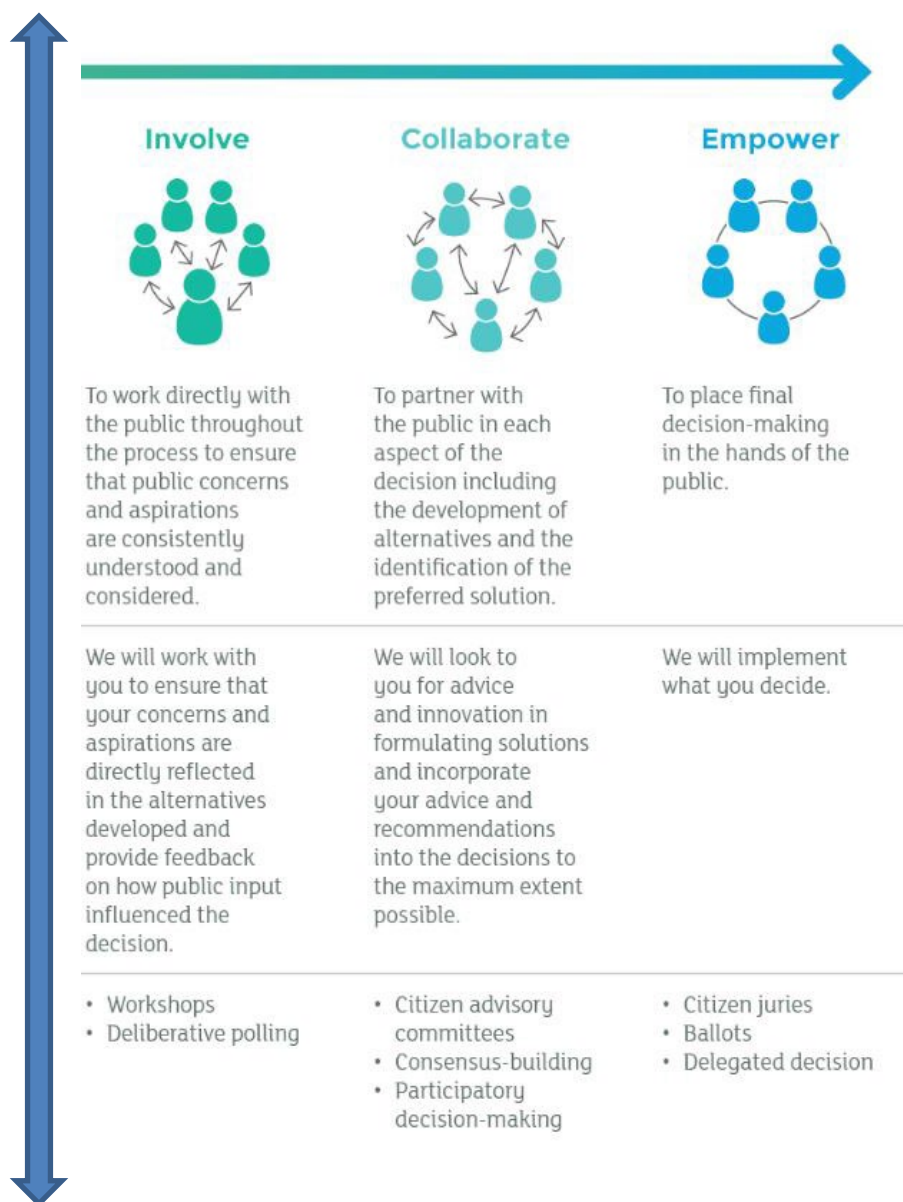 Involve
Collaborate
Empower
To work directly with
the public throughout
the process to ensure
that public concerns
and aspirations
are consistently
understood and
considered.
To partner with
the public in each
aspect of the
decision including
the development of
alternatives and the
identification of the
preferred solution.
To place final
decision-making
in the hands of the
public.
We will work with
you to ensure that
your concerns and
aspirations are
directly reflected
in the alternatives
developed and
provide feedback
on how public input
influenced the
decision.
We will look to
you for advice
and innovation in
formulating solutions
and incorporate
your advice and
recommendations
into the decisions to
the maximum extent
possible.
We will implement
what you decide.
• Workshops
• Deliberative polling
• Citizen advisory
committees
• Consensus-building
• Participatory
decision-making
• Citizen juries
• Ballots
• Delegated decision